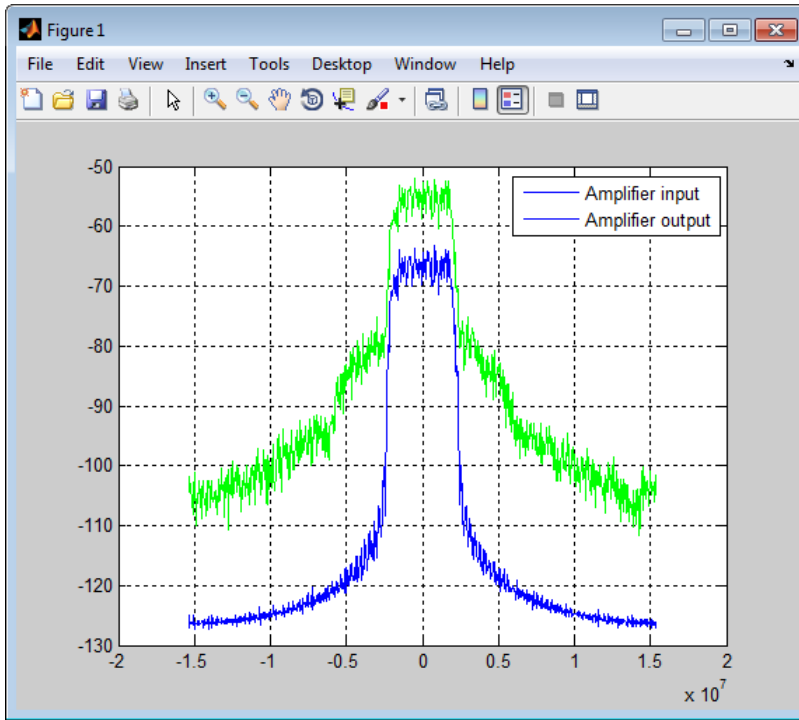 Figure 1
File Edit View Insert Tools Desktop Window Help
-50
-60
-70
-80
-90
-100
-110
-120
-130
Amplifier input
Amplifier output
-2 -1.5 -1 -0.5 0 0.5 1 1.5 2
x 10^7